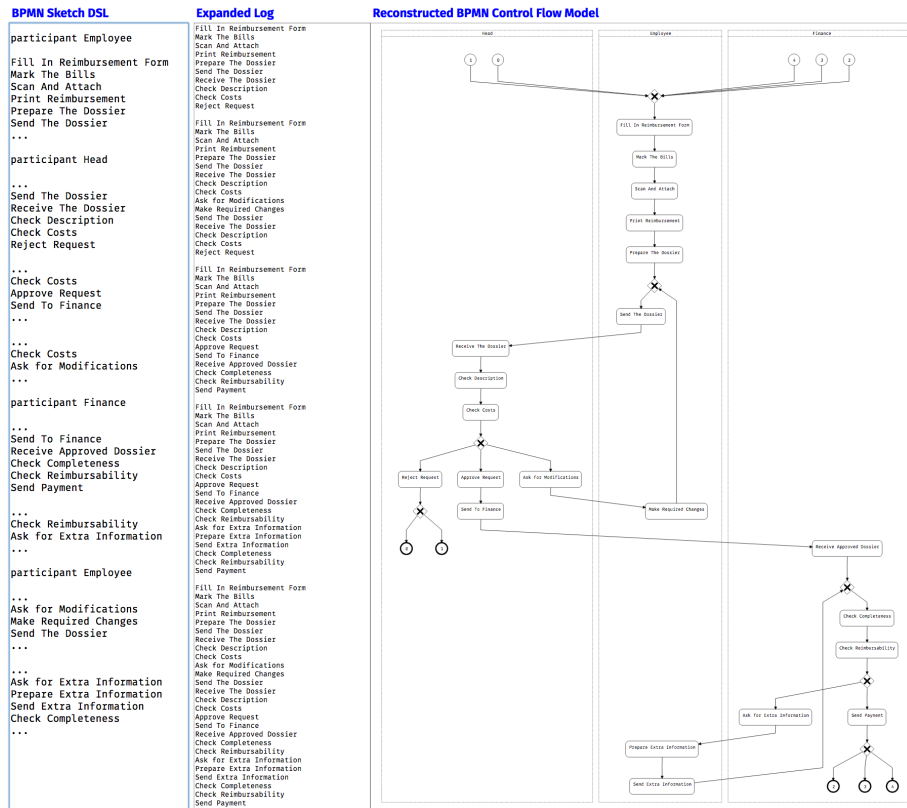 BPMN Sketch DSL
participant Employee
Fill In Reimbursement Form
Mark The Bills
Scan And Attach
Print Reimbursement
Prepare The Dossier
Send The Dossier
...
participant Head
...
Send The Dossier
Receive The Dossier
Check Description
Check Costs
Reject Request
...
Check Costs
Approve Request
Send To Finance
...
...
Check Costs
Ask for Modifications
...
participant Finance
...
Send To Finance
Receive Approved Dossier
Check Completeness
Check Reimbursability
Send Payment
...
Check Reimbursability
Ask for Extra Information
...
participant Employee
...
Ask for Modifications
Make Required Changes
Send The Dossier
...
...
Ask for Extra Information
Prepare Extra Information
Send Extra Information
Check Completeness
...
Expanded Log
Fill In Reimbursement Form
Mark The Bills
Scan And Attach
Print Reimbursement
Prepare The Dossier
Send The Dossier
Receive The Dossier
Check Description
Check Costs
Reject Request
Fill In Reimbursement Form
Mark The Bills
Scan And Attach
Print Reimbursement
Prepare The Dossier
Send The Dossier
Receive The Dossier
Check Description
Check Costs
Ask for Modifications
Make Required Changes
Send The Dossier
Receive The Dossier
Check Description
Check Costs
Reject Request
Fill In Reimbursement Form
Mark The Bills
Scan And Attach
Print Reimbursement
Prepare The Dossier
Send The Dossier
Receive The Dossier
Check Description
Check Costs
Approve Request
Send To Finance
Receive Approved Dossier
Check Completeness
Check Reimbursability
Send Payment
Fill In Reimbursement Form
Mark The Bills
Scan And Attach
Print Reimbursement
Prepare The Dossier
Send The Dossier
Receive The Dossier
Check Description
Check Costs
Approve Request
Send To Finance
Receive Approved Dossier
Check Completeness
Check Reimbursability
Ask for Extra Information
Prepare Extra Information
Send Extra Information
Check Completeness
Check Reimbursability
Send Payment
Fill In Reimbursement Form
Mark The Bills
Scan And Attach
Print Reimbursement
Prepare The Dossier
Send The Dossier
Receive The Dossier
Check Description
Check Costs
Ask for Modifications
Make Required Changes
Send The Dossier
Receive The Dossier
Check Description
Check Costs
Approve Request
Send To Finance
Receive Approved Dossier
Check Completeness
Check Reimbursability
Ask for Extra Information
Prepare Extra Information
Send Extra Information
Check Completeness
Check Reimbursability
Send Payment
Reconstructed BPMN Control Flow Model
Head Employee Finance
1 0 4 3 2
Fill In Reimbursement Form
Mark The Bills
Scan And Attach
Print Reimbursement
Prepare The Dossier
Send The Dossier
Receive The Dossier
Check Description
Check Costs
Reject Request Approve Request Ask for Modifications
Send To Finance Make Required Changes
0 1 Receive Approved Dossier
Check Completeness
Check Reimbursability
Ask for Extra Information Send Payment
Prepare Extra Information
Send Extra Information 2 3 4